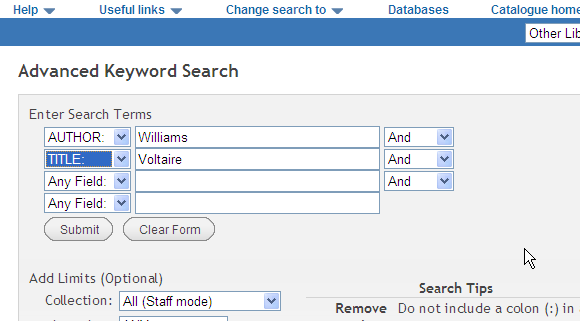 Help Useful links Change search to Databases Catalogue home
Other Lib
Advanced Keyword Search
Enter Search Terms
AUTHOR: Williams And
TITLE: Voltaire And
Any Field: And
Any Field:
Submit Clear Form
Add Limits (Optional)
Search Tips
Collection: All (Staff mode)
Remove Do not include a colon (:) in